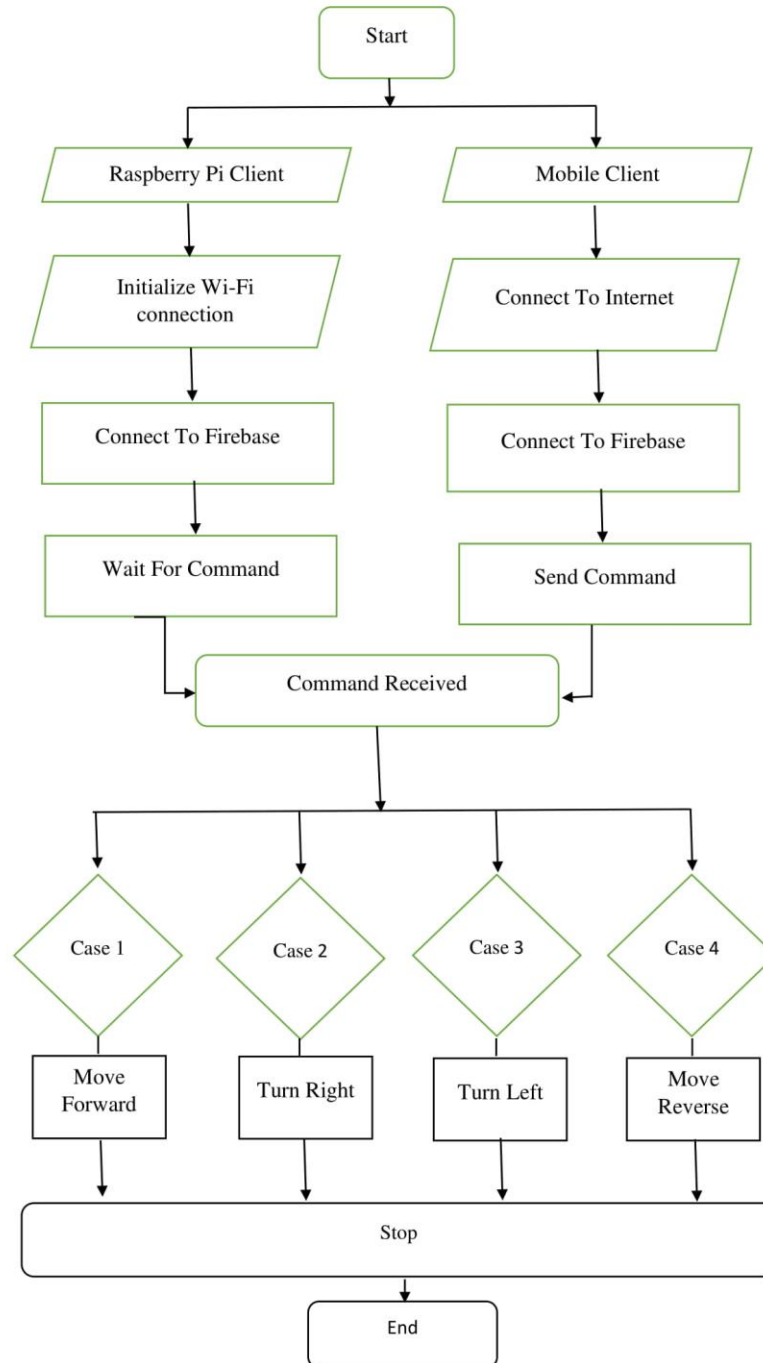 Start
Raspberry Pi Client
Mobile Client
Initialize Wi-Fi
connection
Connect To Internet
Connect To Firebase
Connect To Firebase
Wait For Command
Send Command
Command Received
Case 1
Case 2
Case 3
Case 4
Move
Forward
Turn Right
Turn Left
Move
Reverse
Stop
End